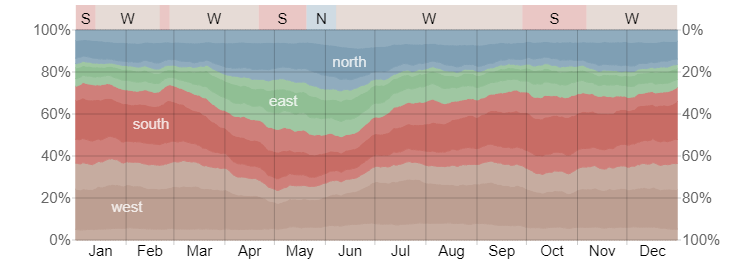 S W W S N W S W
100% 0%
north
80% 20%
east
60% 40%
south
40% 60%
west
20% 80%
0% 100%
Jan Feb Mar Apr May Jun Jul Aug Sep Oct Nov Dec